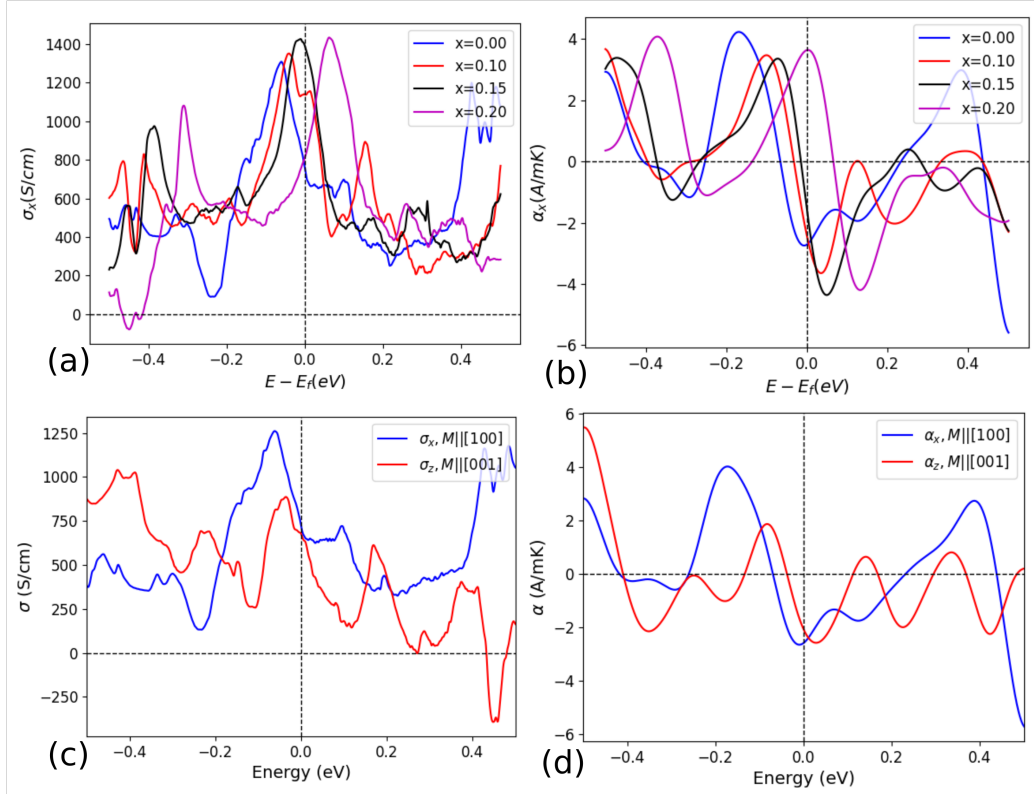 1400
1200
1000
800
600
400
200
0
σₓ(S/cm)
x=0.00
x=0.10
x=0.15
x=0.20
−0.4
−0.2
0.0
0.2
0.4
E − E_f(eV)
(a)
4
2
0
−2
−4
−6
αₓ(A/mK)
x=0.00
x=0.10
x=0.15
x=0.20
−0.4
−0.2
0.0
0.2
0.4
E − E_f(eV)
(b)
1250
1000
750
500
250
0
−250
σ (S/cm)
σₓ, M||[100]
σ_z, M||[001]
−0.4
−0.2
0.0
0.2
0.4
Energy (eV)
(c)
6
4
2
0
−2
−4
−6
α (A/mK)
αₓ, M||[100]
α_z, M||[001]
−0.4
−0.2
0.0
0.2
0.4
Energy (eV)
(d)